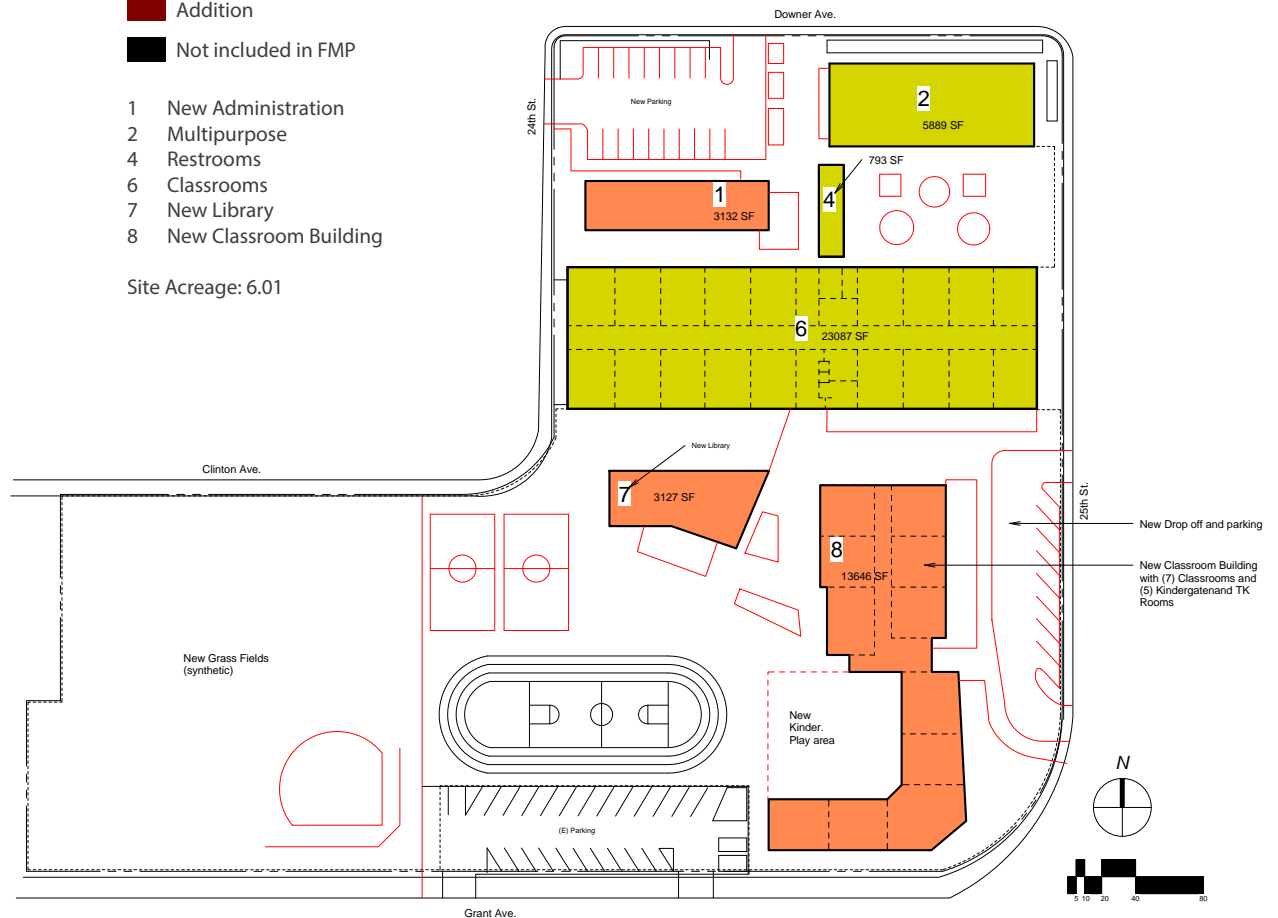 Addition
Not included in FMP
1 New Administration
2 Multipurpose
4 Restrooms
6 Classrooms
7 New Library
8 New Classroom Building
Site Acreage: 6.01
Downer Ave.
24th St.
New Parking
2
5889 SF
793 SF
4
1
3132 SF
6
23087 SF
New Library
7
3127 SF
Clinton Ave.
25th St.
New Drop off and parking
8
13646 SF
New Classroom Building
with (7) Classrooms and
(5) Kindergatenand TK
Rooms
New Grass Fields
(synthetic)
New
Kinder.
Play area
(E) Parking
Grant Ave.
N
5 10 20 40 80